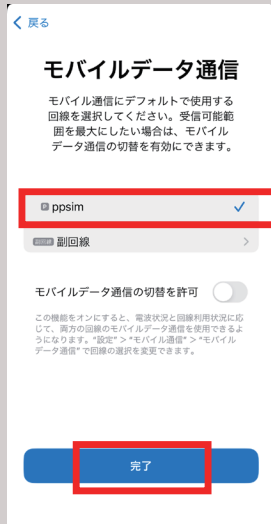 戻る
モバイルデータ通信
モバイル通信にデフォルトで使用する
回線を選択してください。受信可能範
囲を最大にしたい場合は、モバイル
データ通信の切替を有効にできます。
P ppsim
副回線 副回線
モバイルデータ通信の切替を許可
この機能をオンにすると、電波状況と回線利用状況に応
じて、両方の回線のモバイルデータ通信を使用できるよ
うになります。"設定" > "モバイル通信" > "モバイル
データ通信" で回線の選択を変更できます。
完了